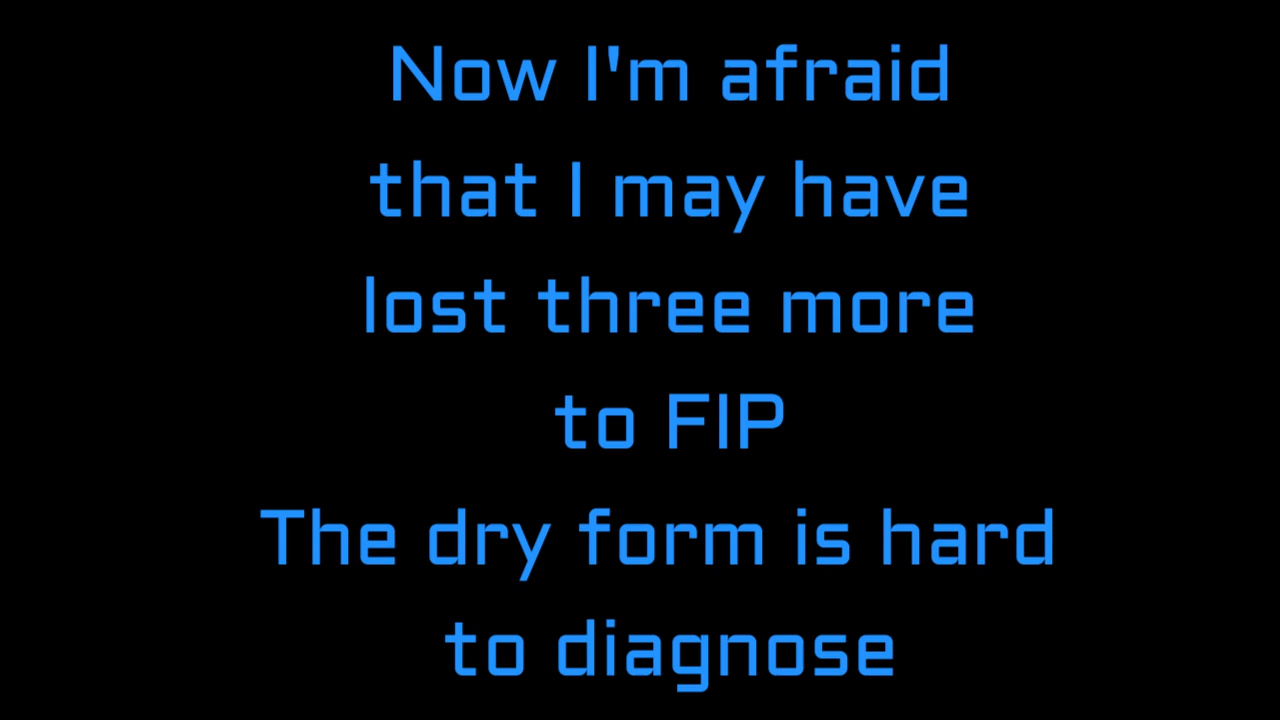 Now I'm afraid
that I may have
lost three more
to FIP
The dry form is hard
to diagnose